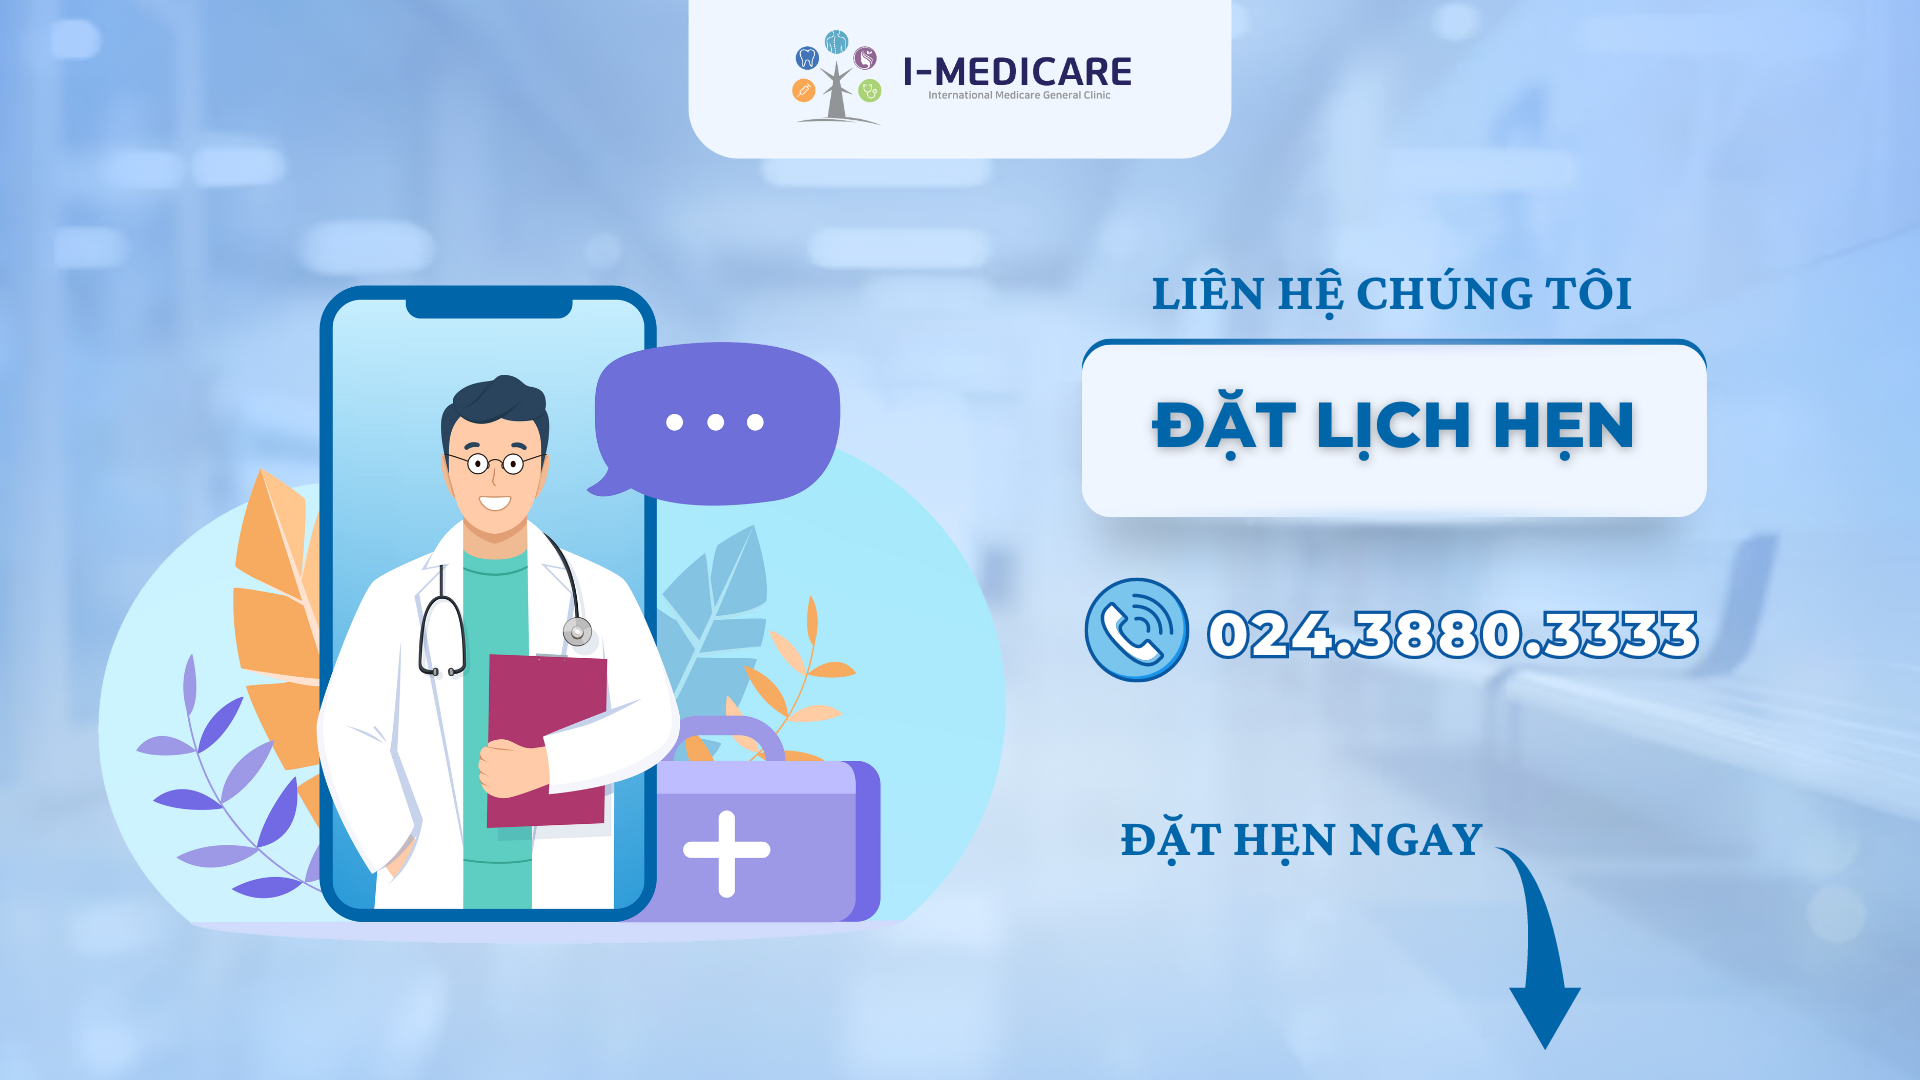 I-MEDICARE
International Medicare General Clinic
LIÊN HỆ CHÚNG TÔI
ĐẶT LỊCH HẸN
024.3880.3333
ĐẶT HẸN NGAY